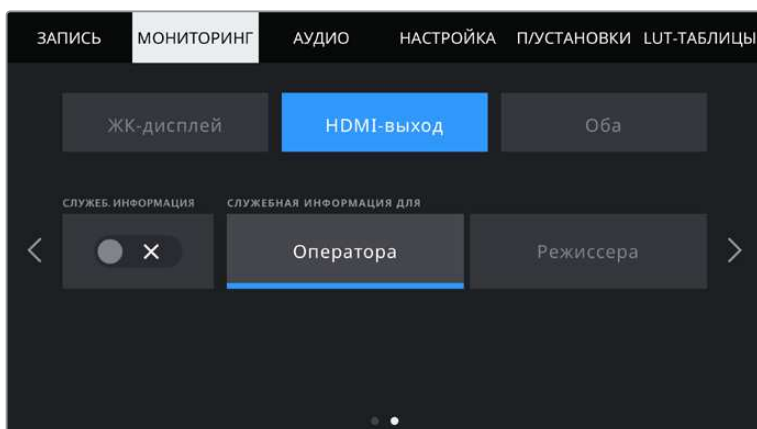 ЗАПИСЬ МОНИТОРИНГ АУДИО НАСТРОЙКА П/УСТАНОВКИ LUT-ТАБЛИЦЫ
ЖК-дисплей HDMI-выход Оба
СЛУЖЕБ. ИНФОРМАЦИЯ СЛУЖЕБНАЯ ИНФОРМАЦИЯ ДЛЯ
Оператора Режиссера